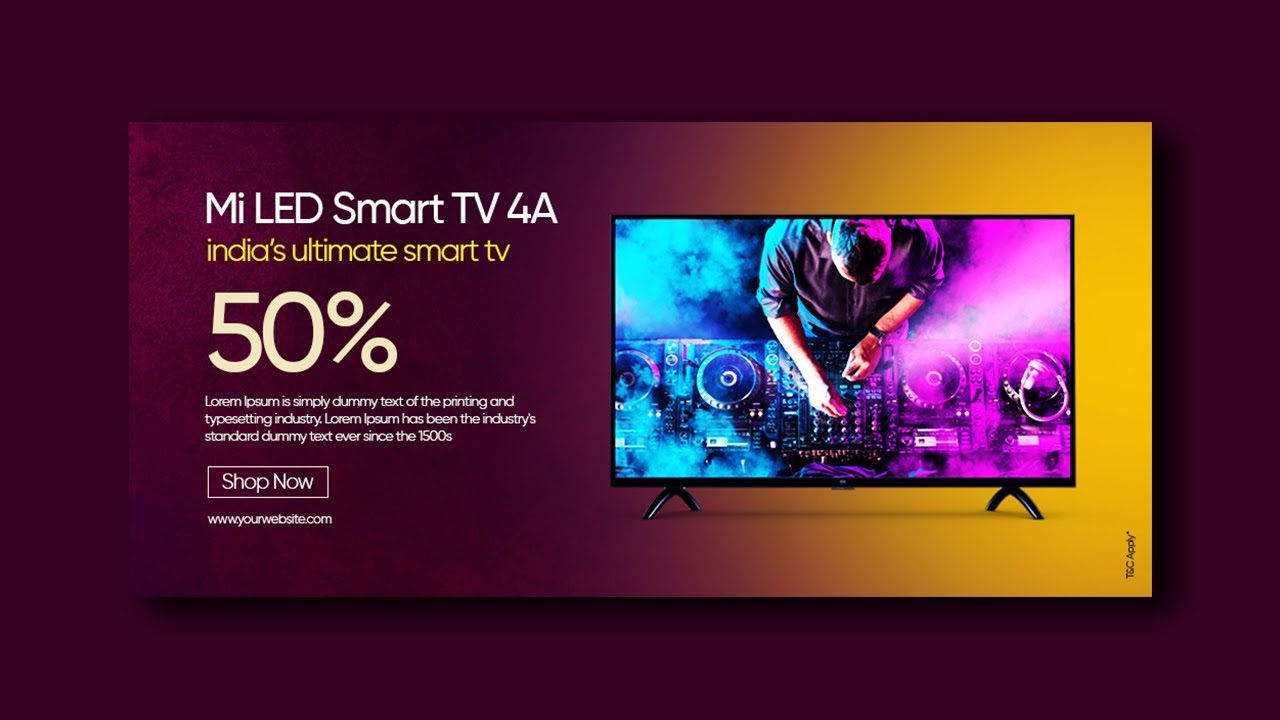 Mi LED Smart TV 4A
india's ultimate smart tv
50%
Lorem Ipsum is simply dummy text of the printing and
typesetting industry. Lorem Ipsum has been the industry's
standard dummy text ever since the 1500s
Shop Now
www.yourwebsite.com
T&C Apply*